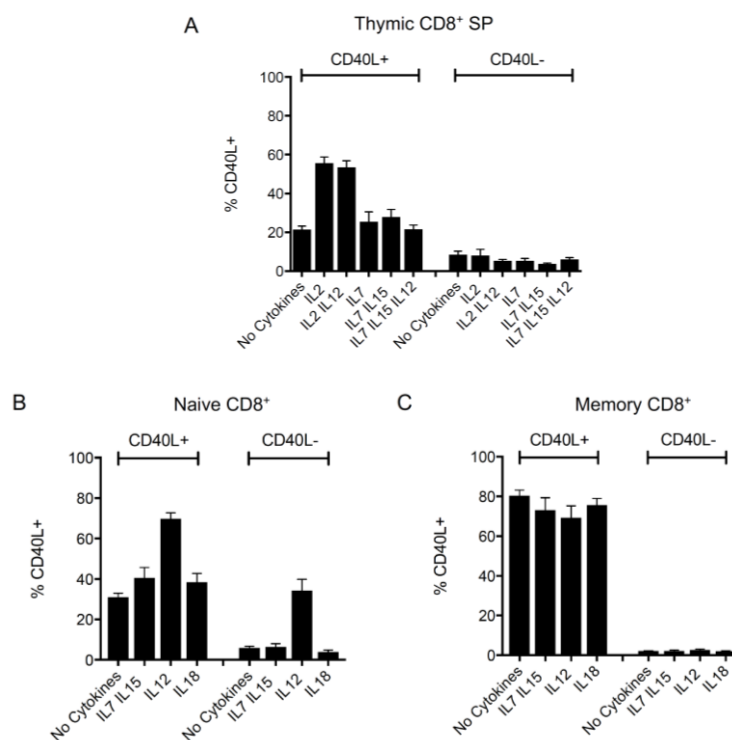 A
Thymic CD8⁺ SP
CD40L+
CD40L-
% CD40L+
100
80
60
40
20
0
No Cytokines
IL2
IL2 IL12
IL7
IL7 IL15
IL7 IL15 IL12
No Cytokines
IL2
IL2 IL12
IL7
IL7 IL15
IL7 IL15 IL12
B
Naive CD8⁺
CD40L+
CD40L-
% CD40L+
100
80
60
40
20
0
No Cytokines
IL7 IL15
IL12
IL18
No Cytokines
IL7 IL15
IL12
IL18
C
Memory CD8⁺
CD40L+
CD40L-
% CD40L+
100
80
60
40
20
0
No Cytokines
IL7 IL15
IL12
IL18
No Cytokines
IL7 IL15
IL12
IL18